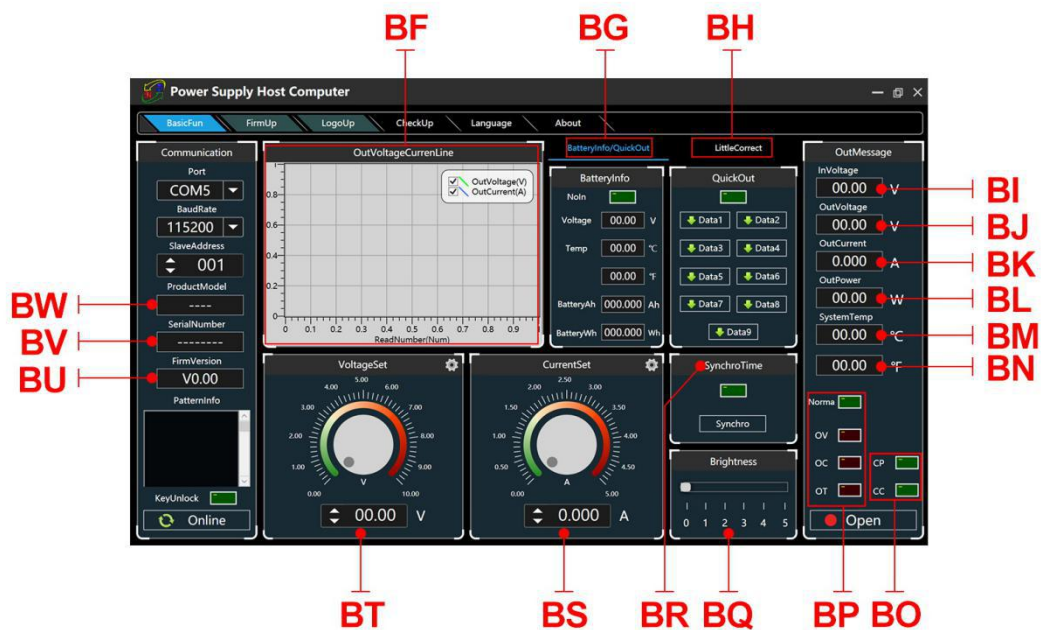 BF BG BH
Power Supply Host Computer
BasicFun FirmUp LogoUp CheckUp Language About
Communication
Port
COM5
BaudRate
115200
SlaveAddress
001
ProductModel
----
SerialNumber
--------
FirmVersion
V0.00
PatternInfo
KeyUnlock
Online
BW
BV
BU
OutVoltageCurrenLine
OutVoltage(V)
OutCurrent(A)
1
0.8
0.6
0.4
0.2
0
0 0.1 0.2 0.3 0.4 0.5 0.6 0.7 0.8 0.9 1
ReadNumber(Num)
BatteryInfo/QuickOut LittleCorrect
BatteryInfo
NoIn
Voltage 00.00 V
Temp 00.00 ℃
00.00 ℉
BatteryAh 000.000 Ah
BatteryWh 000.000 Wh
QuickOut
Data1 Data2
Data3 Data4
Data5 Data6
Data7 Data8
Data9
OutMessage
InVoltage
00.00 V
OutVoltage
00.00 V
OutCurrent
0.000 A
OutPower
00.00 W
SystemTemp
00.00 ℃
00.00 ℉
Norma
OV
OC CP
OT CC
Open
BI
BJ
BK
BL
BM
BN
VoltageSet
0.00 1.00 2.00 3.00 4.00 5.00 6.00 7.00 8.00 9.00 10.00
V
00.00 V
CurrentSet
0.00 0.50 1.00 1.50 2.00 2.50 3.00 3.50 4.00 4.50 5.00
A
0.000 A
SynchroTime
Synchro
Brightness
0 1 2 3 4 5
BT BS BR BQ BP BO